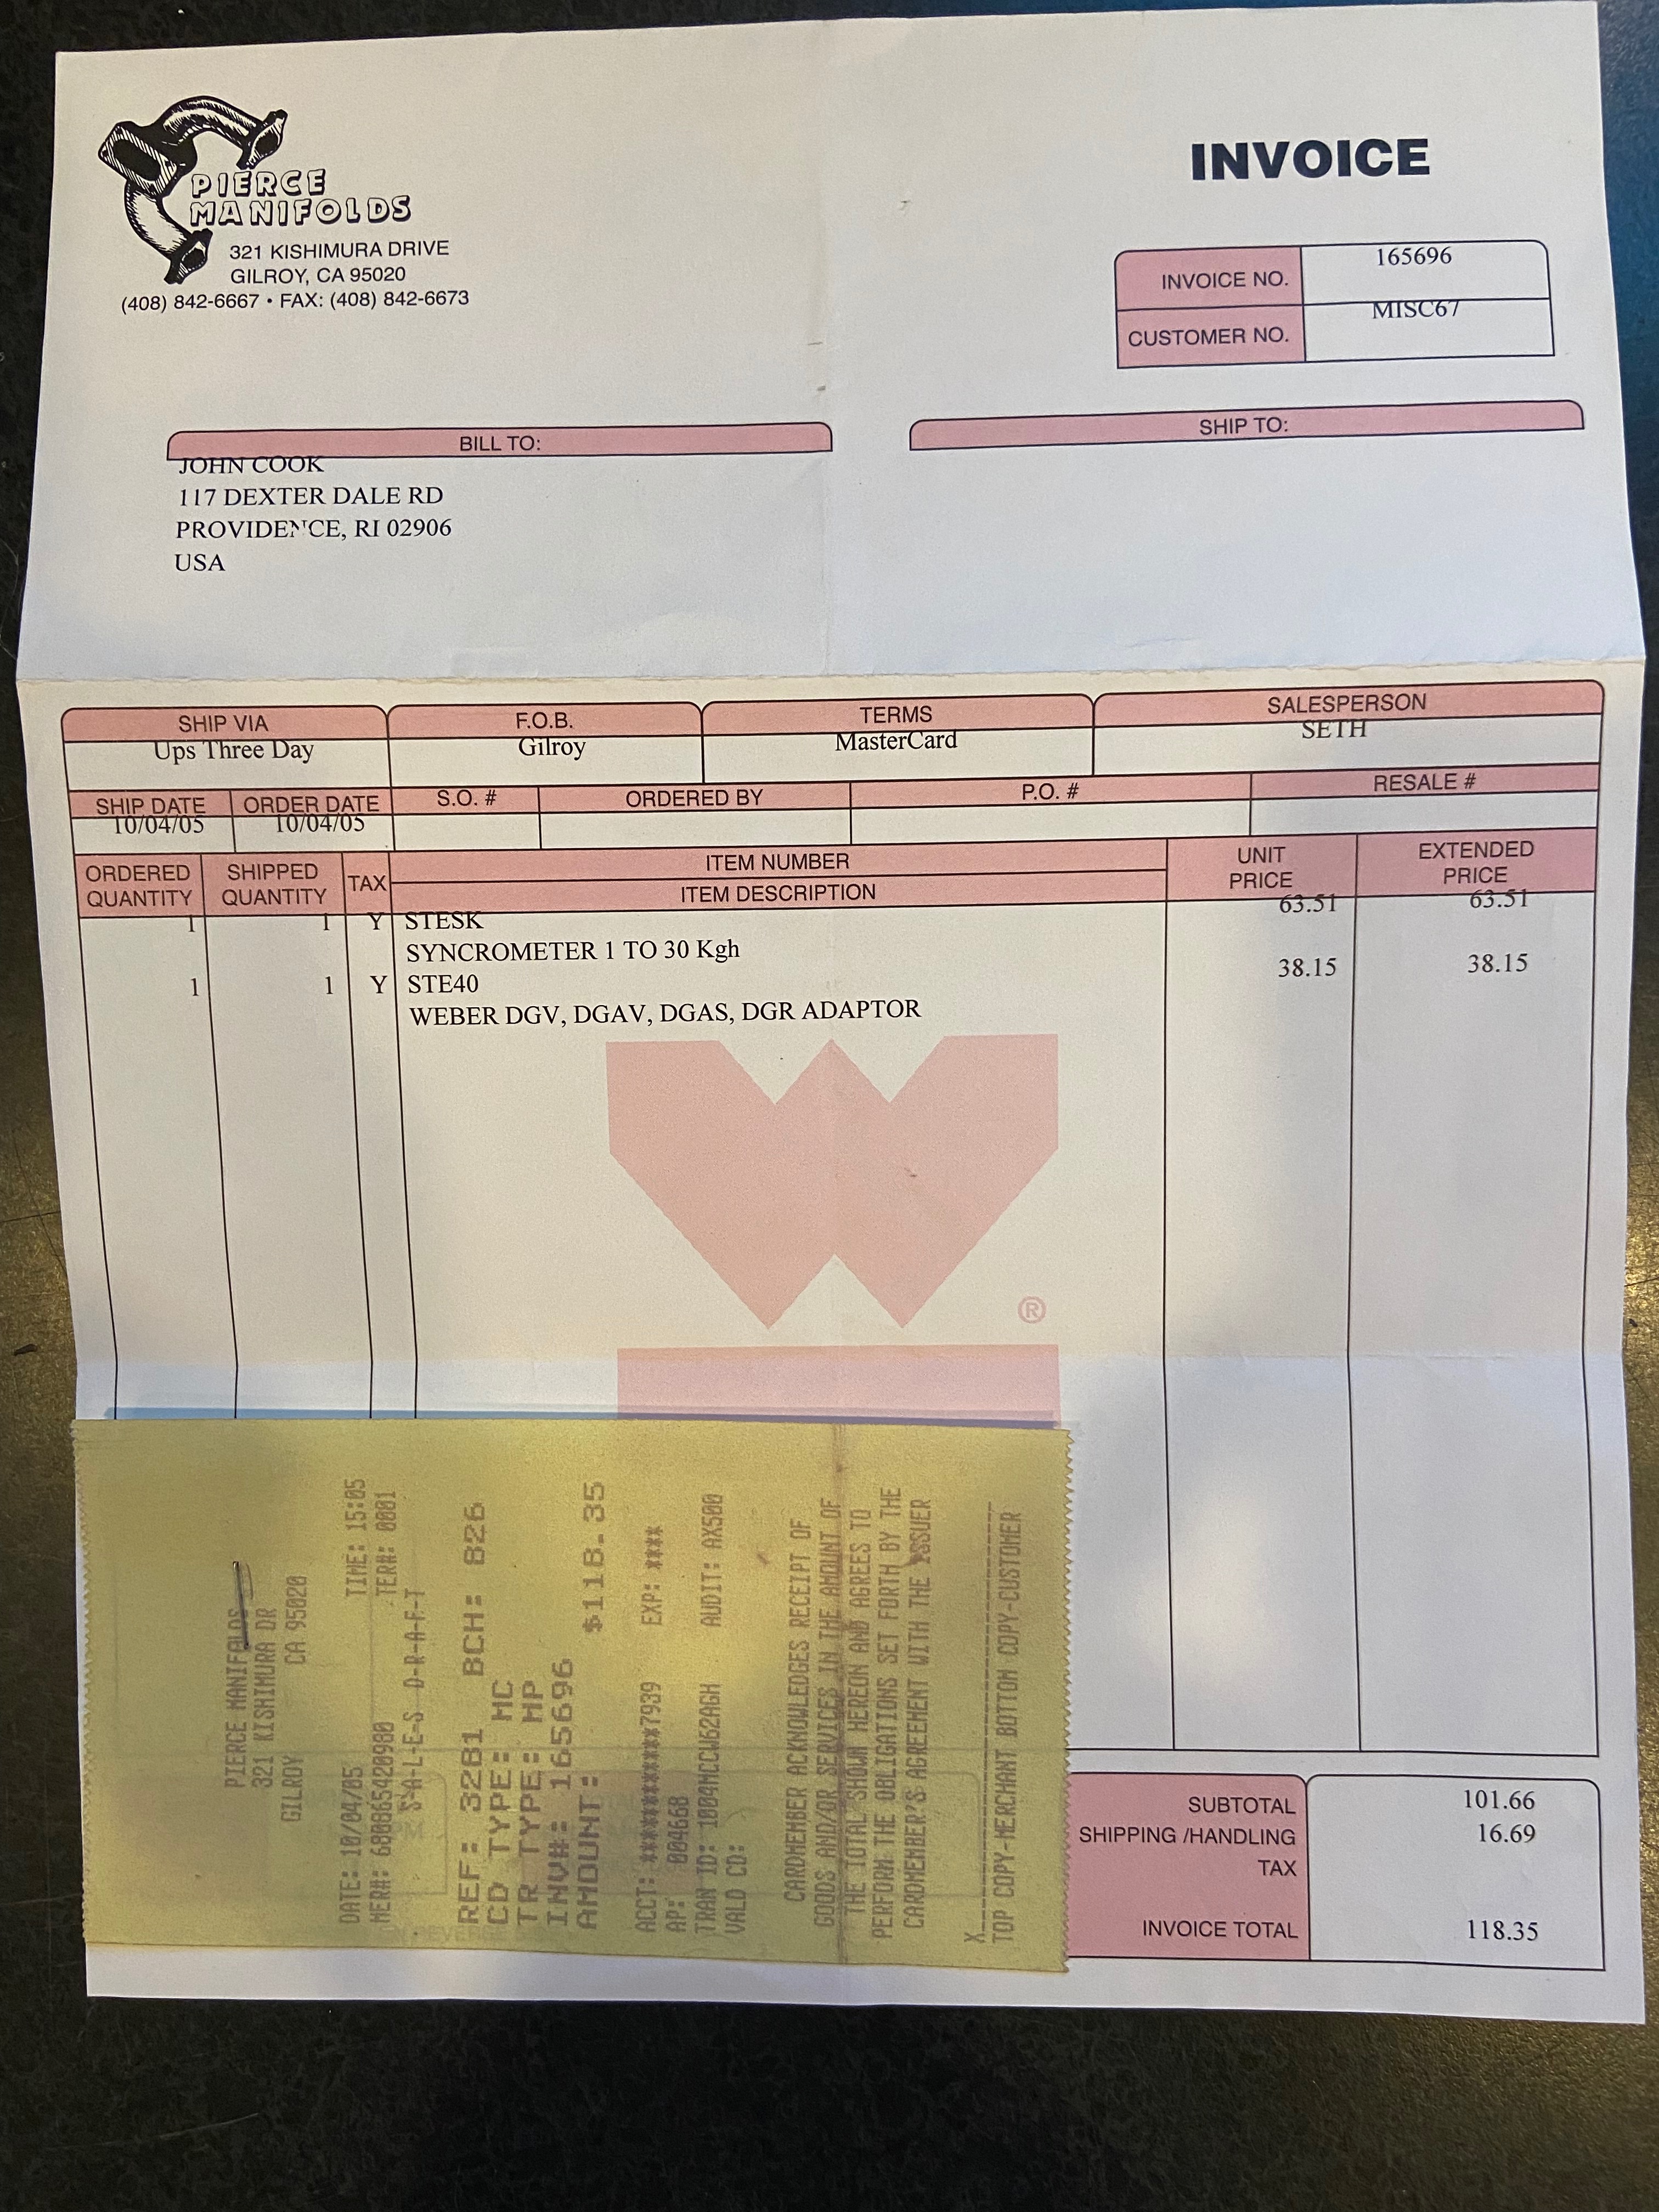 PIERCE
MANIFOLDS
321 KISHIMURA DRIVE
GILROY, CA 95020
(408) 842-6667 • FAX: (408) 842-6673
INVOICE
INVOICE NO. 165696
CUSTOMER NO. MISC67
BILL TO:
JOHN COOK
117 DEXTER DALE RD
PROVIDENCE, RI 02906
USA
SHIP TO:
SHIP VIA F.O.B. TERMS SALESPERSON
Ups Three Day Gilroy MasterCard SETH
SHIP DATE ORDER DATE S.O. # ORDERED BY P.O. # RESALE #
10/04/05 10/04/05
ORDERED QUANTITY SHIPPED QUANTITY TAX ITEM NUMBER ITEM DESCRIPTION UNIT PRICE EXTENDED PRICE
1 1 Y STESK 63.51 63.51
SYNCROMETER 1 TO 30 Kgh
1 1 Y STE40 38.15 38.15
WEBER DGV, DGAV, DGAS, DGR ADAPTOR
®
PIERCE MANIFOLDS
321 KISHIMURA DR
GILROY CA 95020
DATE: 10/04/05 TIME: 15:05
MER#: TER#: 0001
S-A-L-E-S D-R-A-F-T
REF: 3281 BCH: 826
CD TYPE: MC
TR TYPE: MP
INV#: 165696
AMOUNT: $118.35
ACCT: ************7939 EXP: ****
AP: 004668
TRAN ID: 1004MCCW62AGH AUDIT: AX500
VALD CD:
CARDMEMBER ACKNOWLEDGES RECEIPT OF
GOODS AND/OR SERVICES IN THE AMOUNT OF
THE TOTAL SHOWN HEREON AND AGREES TO
PERFORM THE OBLIGATIONS SET FORTH BY THE
CARDMEMBER'S AGREEMENT WITH THE ISSUER
X
TOP COPY-MERCHANT BOTTOM COPY-CUSTOMER
SUBTOTAL 101.66
SHIPPING /HANDLING 16.69
TAX
INVOICE TOTAL 118.35